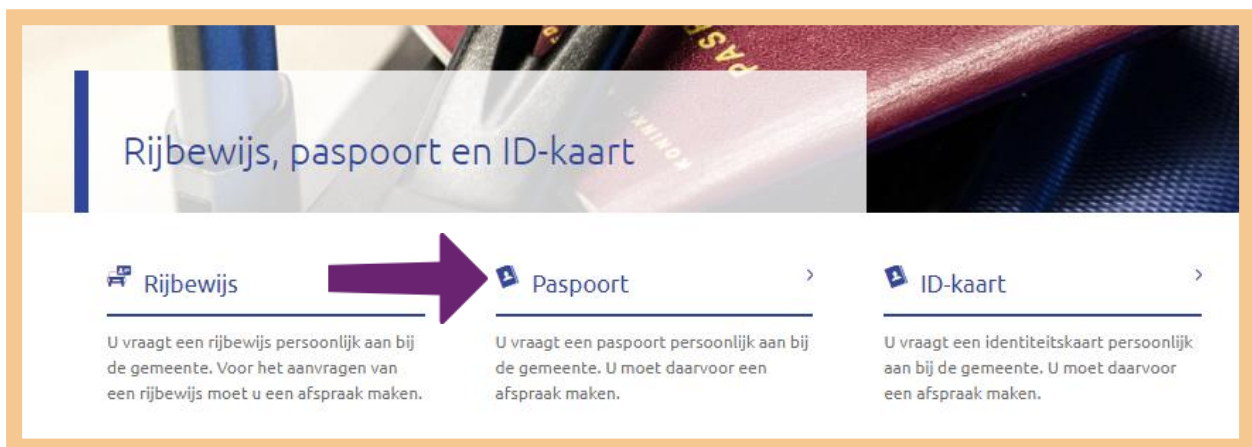 PASP
KONINK
Rijbewijs, paspoort en ID-kaart
Rijbewijs
U vraagt een rijbewijs persoonlijk aan bij
de gemeente. Voor het aanvragen van
een rijbewijs moet u een afspraak maken.
Paspoort
U vraagt een paspoort persoonlijk aan bij
de gemeente. U moet daarvoor een
afspraak maken.
ID-kaart
U vraagt een identiteitskaart persoonlijk
aan bij de gemeente. U moet daarvoor
een afspraak maken.